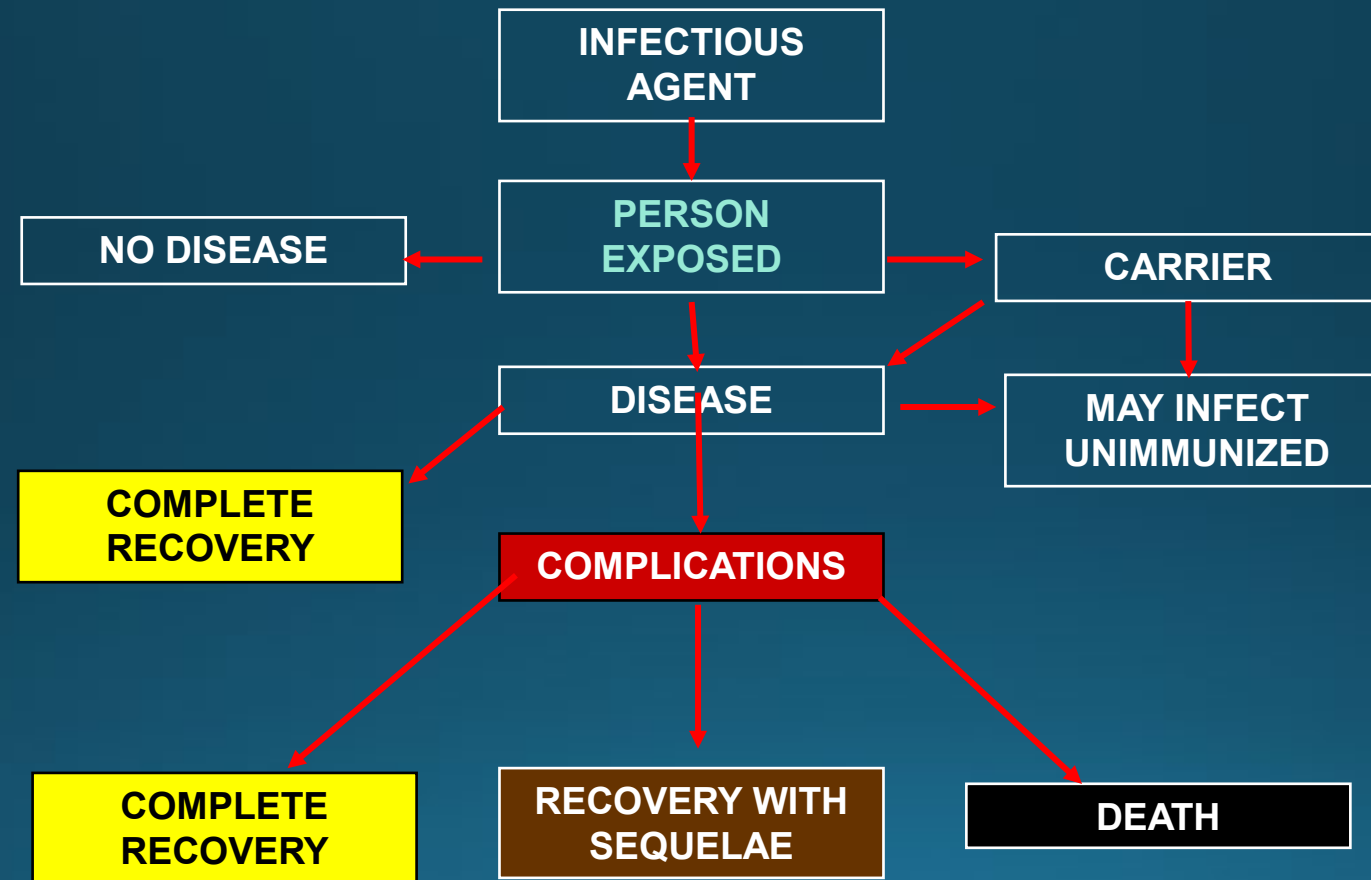 INFECTIOUS
AGENT
PERSON
EXPOSED
NO DISEASE
CARRIER
DISEASE
MAY INFECT
UNIMMUNIZED
COMPLETE
RECOVERY
COMPLICATIONS
COMPLETE
RECOVERY
RECOVERY WITH
SEQUELAE
DEATH